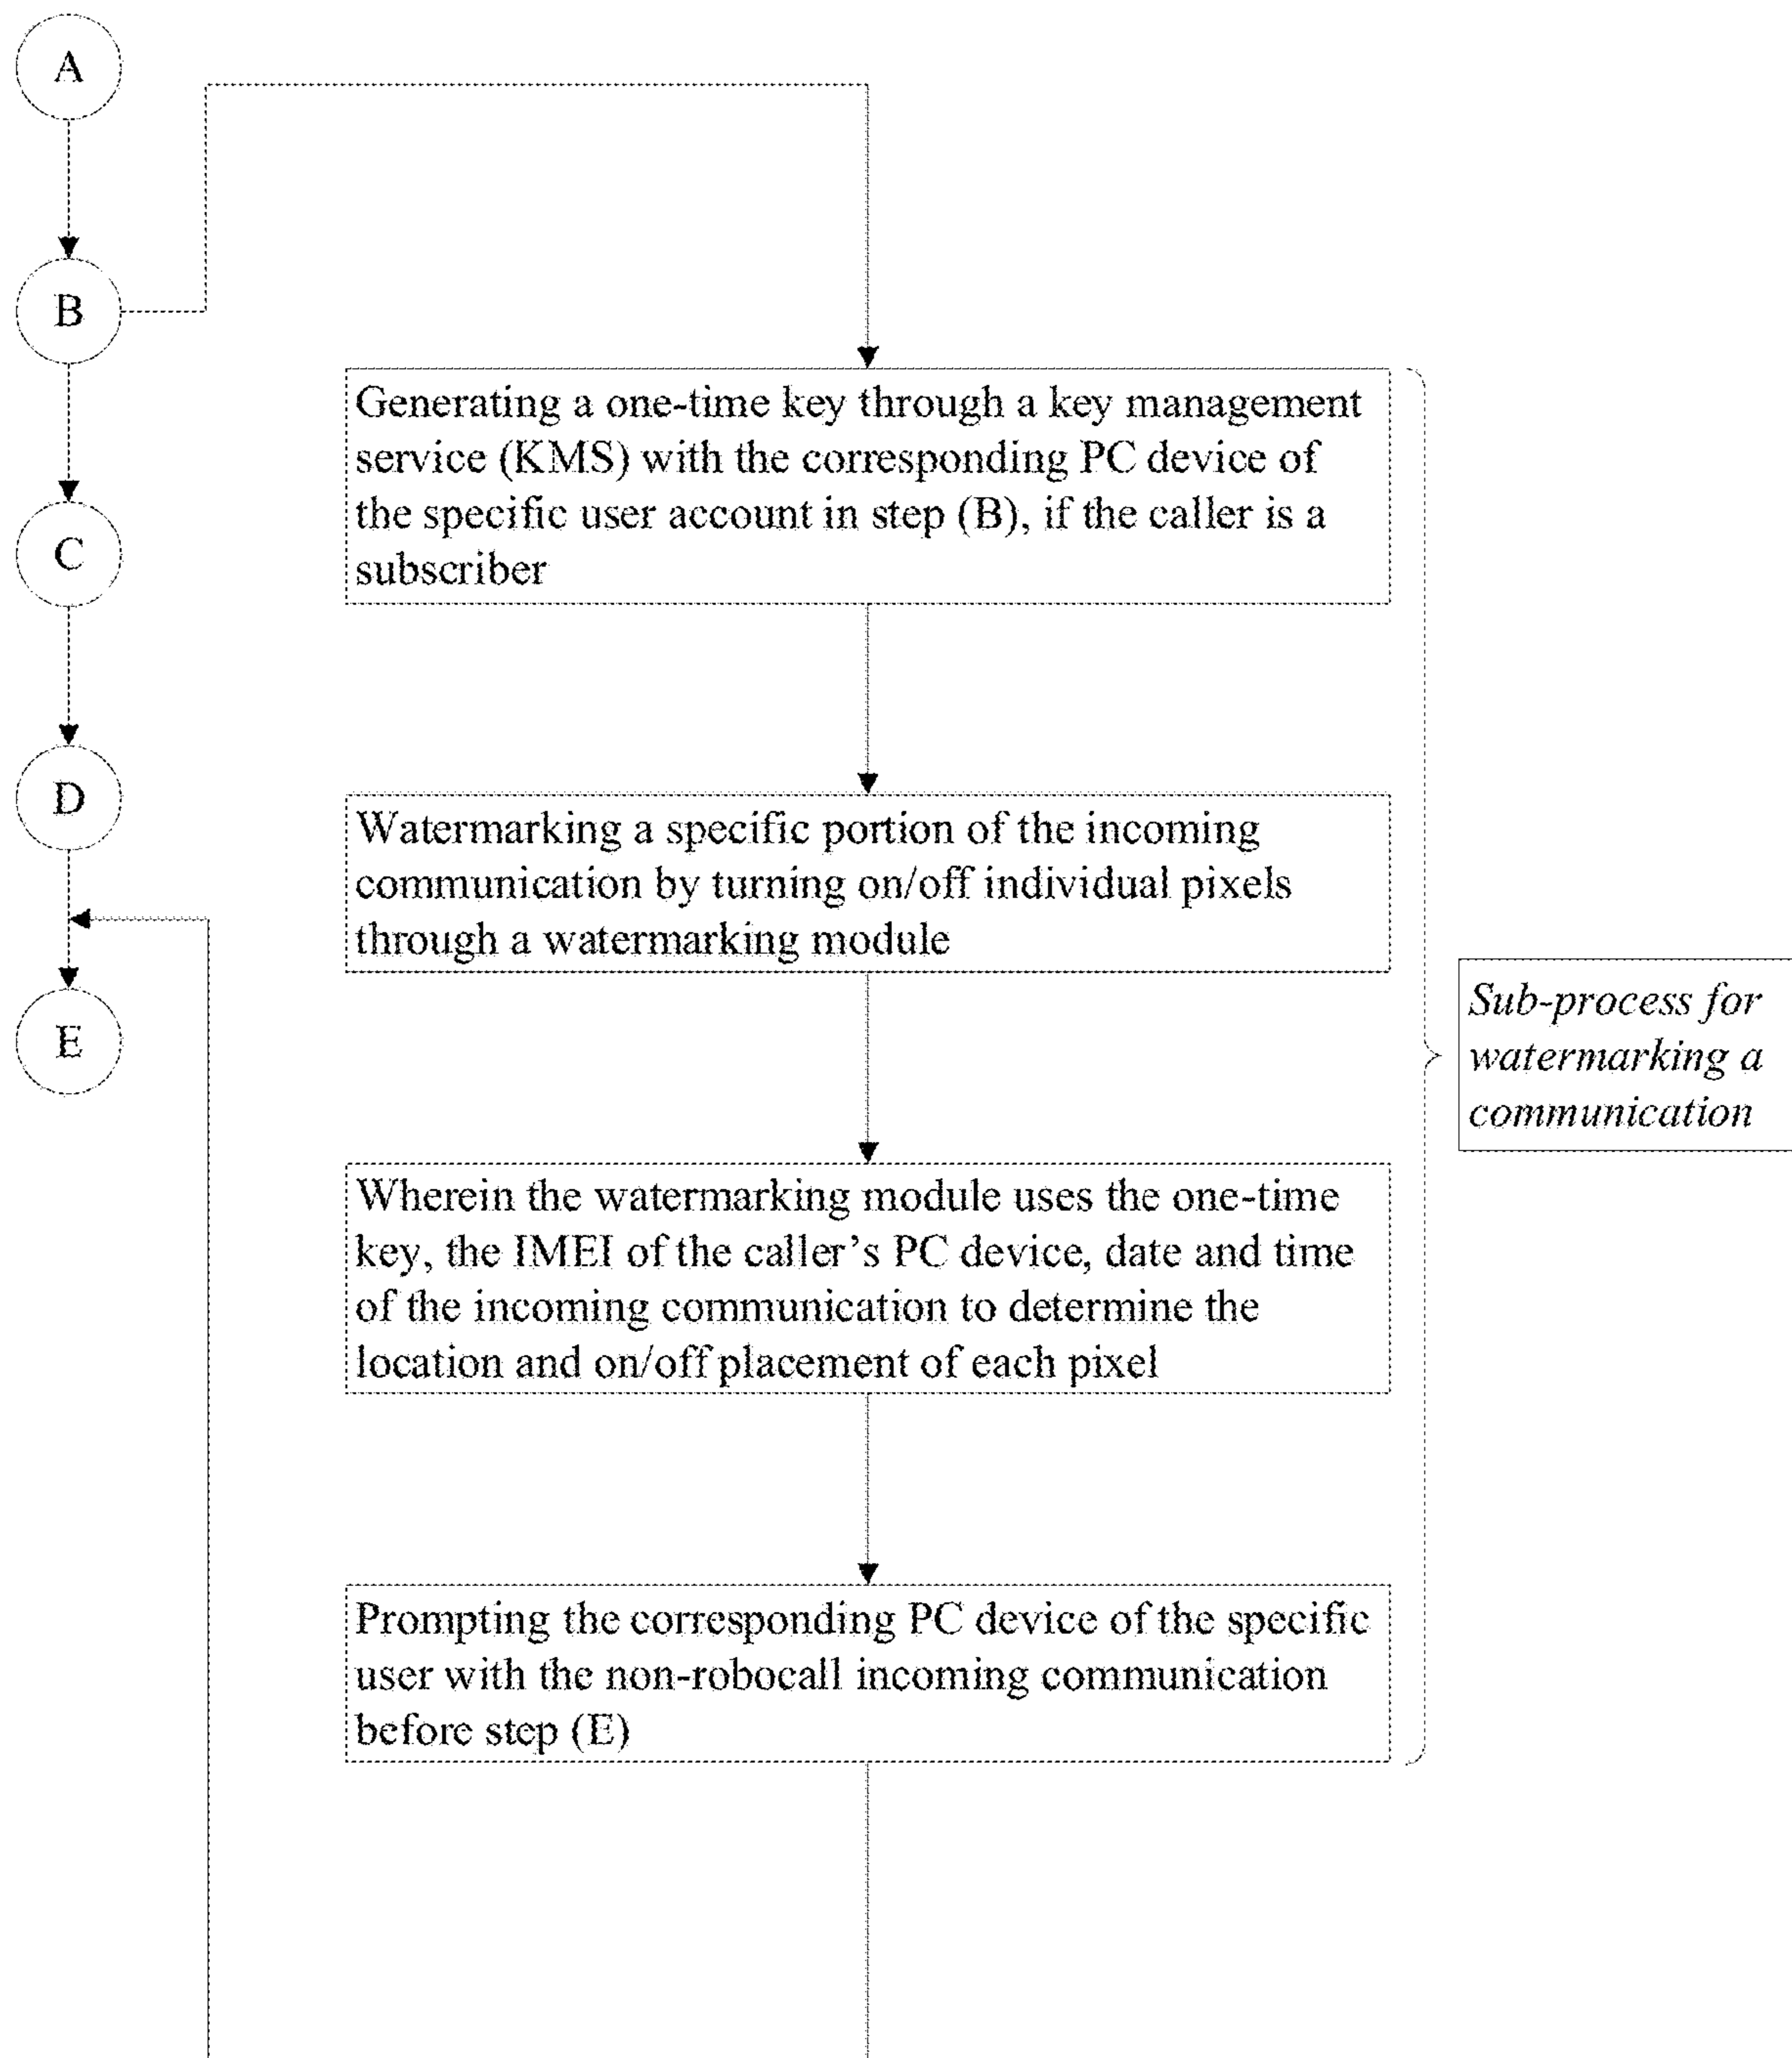 A
B
C
D
E
Generating a one-time key through a key management
service (KMS) with the corresponding PC device of
the specific user account in step (B), if the caller is a
subscriber
Watermarking a specific portion of the incoming
communication by turning on/off individual pixels
through a watermarking module
Wherein the watermarking module uses the one-time
key, the IMEI of the caller’s PC device, date and time
of the incoming communication to determine the
location and on/off placement of each pixel
Prompting the corresponding PC device of the specific
user with the non-robocall incoming communication
before step (E)
Sub-process for
watermarking a
communication